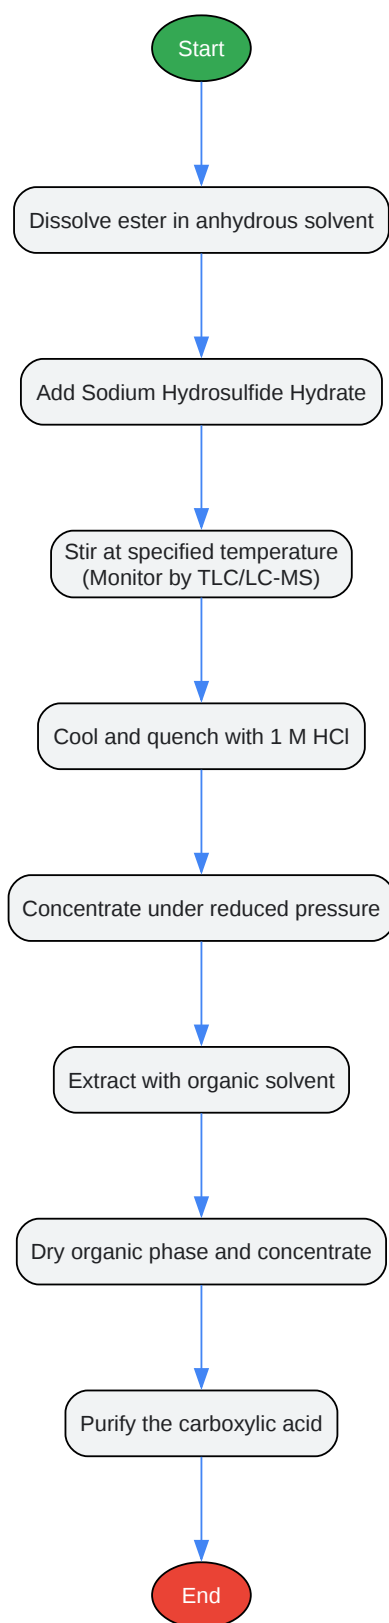 Start
Dissolve ester in anhydrous solvent
Add Sodium Hydrosulfide Hydrate
Stir at specified temperature
(Monitor by TLC/LC-MS)
Cool and quench with 1 M HCl
Concentrate under reduced pressure
Extract with organic solvent
Dry organic phase and concentrate
Purify the carboxylic acid
End